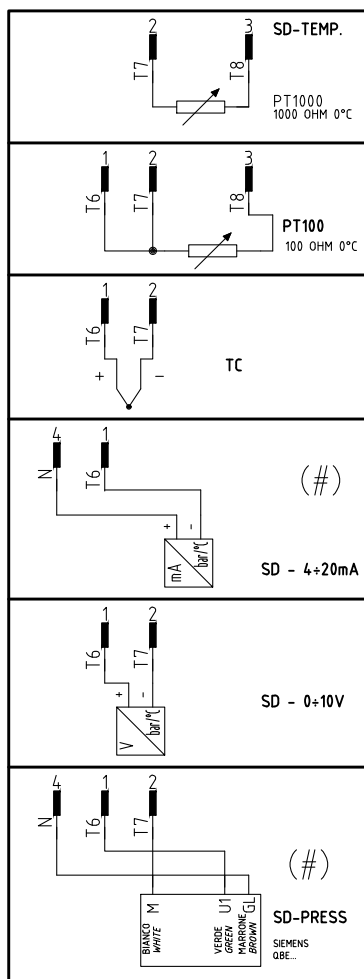 2 3 SD-TEMP.
T7 T8
PT1000
1000 OHM 0°C
1 2 3
T6 T7 T8
PT100
100 OHM 0°C
1 2
T6 T7
+ -
TC
4 1
N T6
(#)
+ -
mA bar/°C
SD - 4÷20mA
1 2
T6 T7
+ -
V bar/°C
SD - 0÷10V
4 1 2
N T6 T7
(#)
M U1 GL
BIANCO VERDE MARRONE
WHITE GREEN BROWN
SD-PRESS
SIEMENS
QBE...